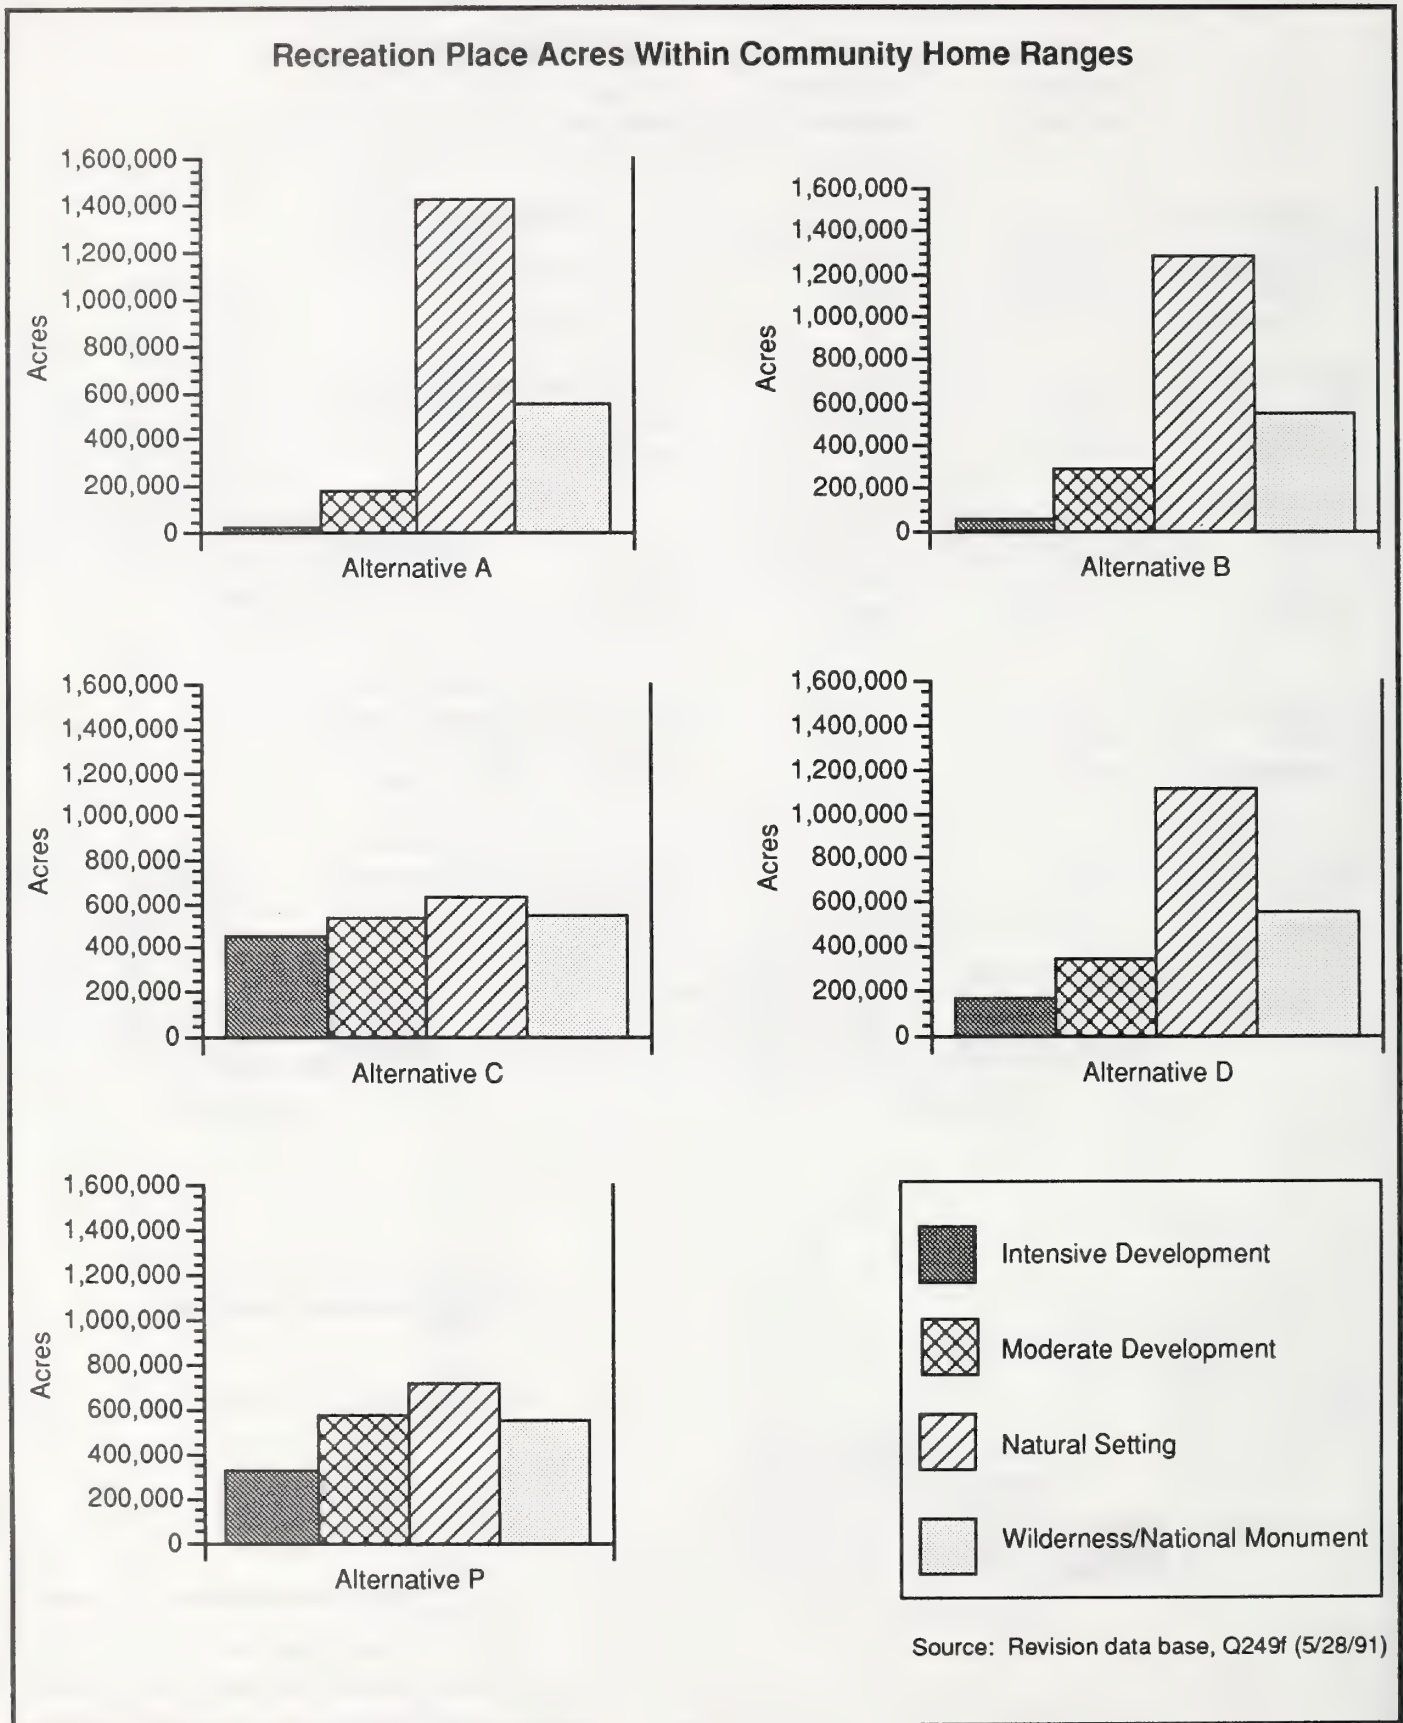 Recreation Place Acres Within Community Home Ranges
1,600,000
1,400,000
1,200,000
1,000,000
800,000
600,000
400,000
200,000
0
Acres
Alternative A
1,600,000
1,400,000
1,200,000
1,000,000
800,000
600,000
400,000
200,000
0
Acres
Alternative B
1,600,000
1,400,000
1,200,000
1,000,000
800,000
600,000
400,000
200,000
0
Acres
Alternative C
1,600,000
1,400,000
1,200,000
1,000,000
800,000
600,000
400,000
200,000
0
Acres
Alternative D
1,600,000
1,400,000
1,200,000
1,000,000
800,000
600,000
400,000
200,000
0
Acres
Alternative P
Intensive Development
Moderate Development
Natural Setting
Wilderness/National Monument
Source: Revision data base, Q249f (5/28/91)